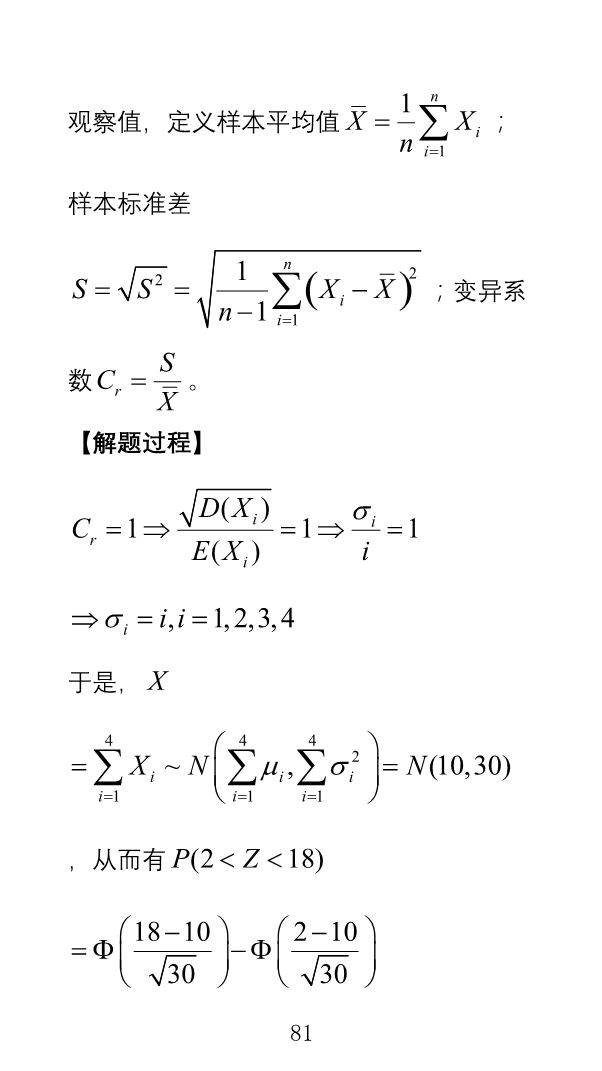 观察值，定义样本平均值 $\overline{X} = \frac{1}{n}\sum_{i=1}^{n} X_i$ ；
样本标准差
$S = \sqrt{S^2} = \sqrt{\frac{1}{n-1}\sum_{i=1}^{n}\left(X_i - \overline{X}\right)^2}$ ；变异系
数 $C_r = \frac{S}{\overline{X}}$ 。
【解题过程】
$C_r = 1 \Rightarrow \frac{\sqrt{D(X_i)}}{E(X_i)} = 1 \Rightarrow \frac{\sigma_i}{i} = 1$
$\Rightarrow \sigma_i = i, i = 1, 2, 3, 4$
于是， $X$
$= \sum_{i=1}^{4} X_i \sim N\left(\sum_{i=1}^{4} \mu_i, \sum_{i=1}^{4} \sigma_i^2\right) = N(10, 30)$
，从而有 $P(2 < Z < 18)$
$= \Phi\left(\frac{18-10}{\sqrt{30}}\right) - \Phi\left(\frac{2-10}{\sqrt{30}}\right)$
81